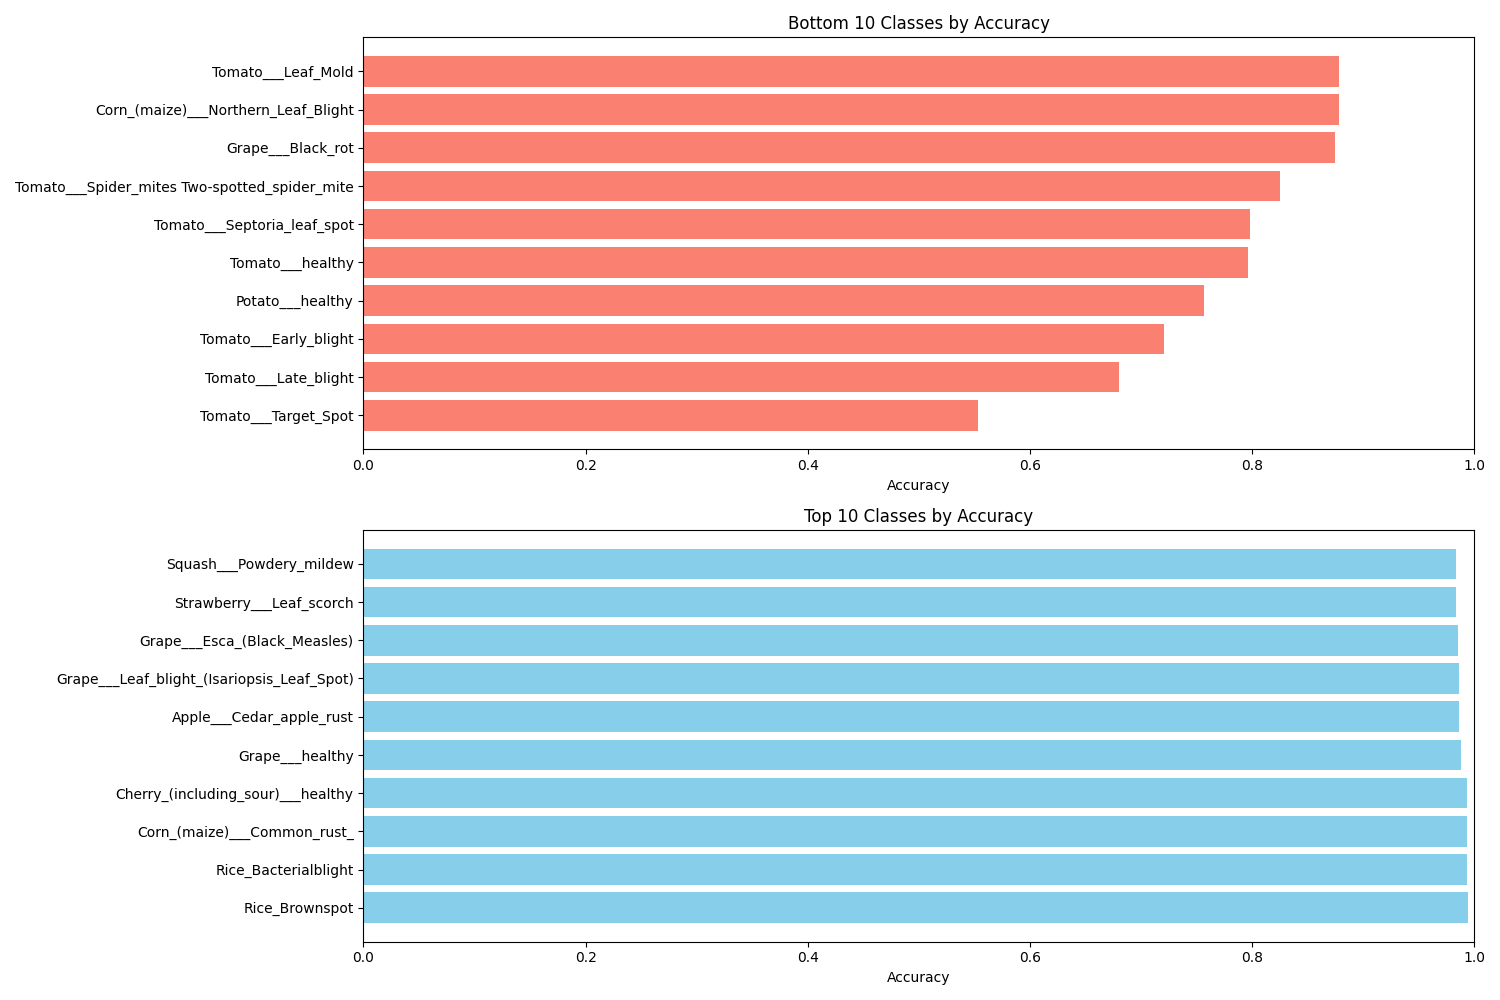 Bottom 10 Classes by Accuracy
Tomato___Leaf_Mold
Corn_(maize)___Northern_Leaf_Blight
Grape___Black_rot
Tomato___Spider_mites Two-spotted_spider_mite
Tomato___Septoria_leaf_spot
Tomato___healthy
Potato___healthy
Tomato___Early_blight
Tomato___Late_blight
Tomato___Target_Spot
0.0 0.2 0.4 0.6 0.8 1.0
Accuracy
Top 10 Classes by Accuracy
Squash___Powdery_mildew
Strawberry___Leaf_scorch
Grape___Esca_(Black_Measles)
Grape___Leaf_blight_(Isariopsis_Leaf_Spot)
Apple___Cedar_apple_rust
Grape___healthy
Cherry_(including_sour)___healthy
Corn_(maize)___Common_rust_
Rice_Bacterialblight
Rice_Brownspot
0.0 0.2 0.4 0.6 0.8 1.0
Accuracy